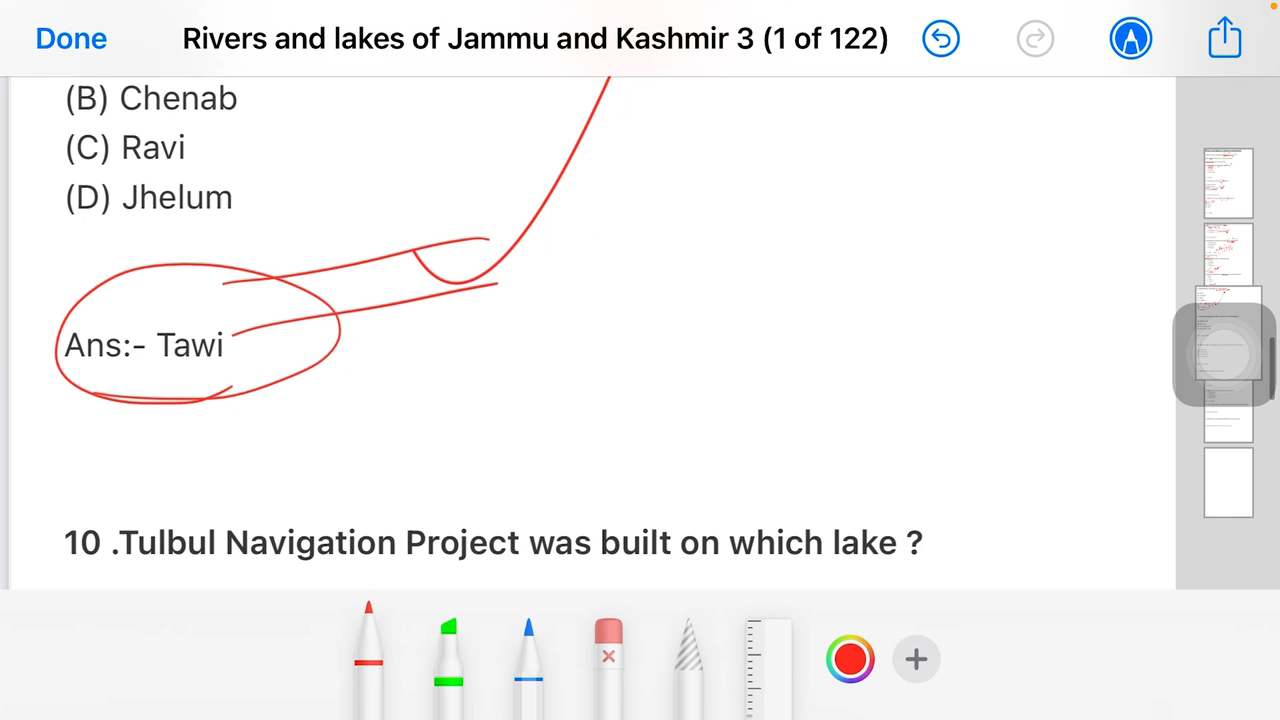 Done Rivers and lakes of Jammu and Kashmir 3 (1 of 122)
(B) Chenab
(C) Ravi
(D) Jhelum
Ans:- Tawi
10 .Tulbul Navigation Project was built on which lake ?